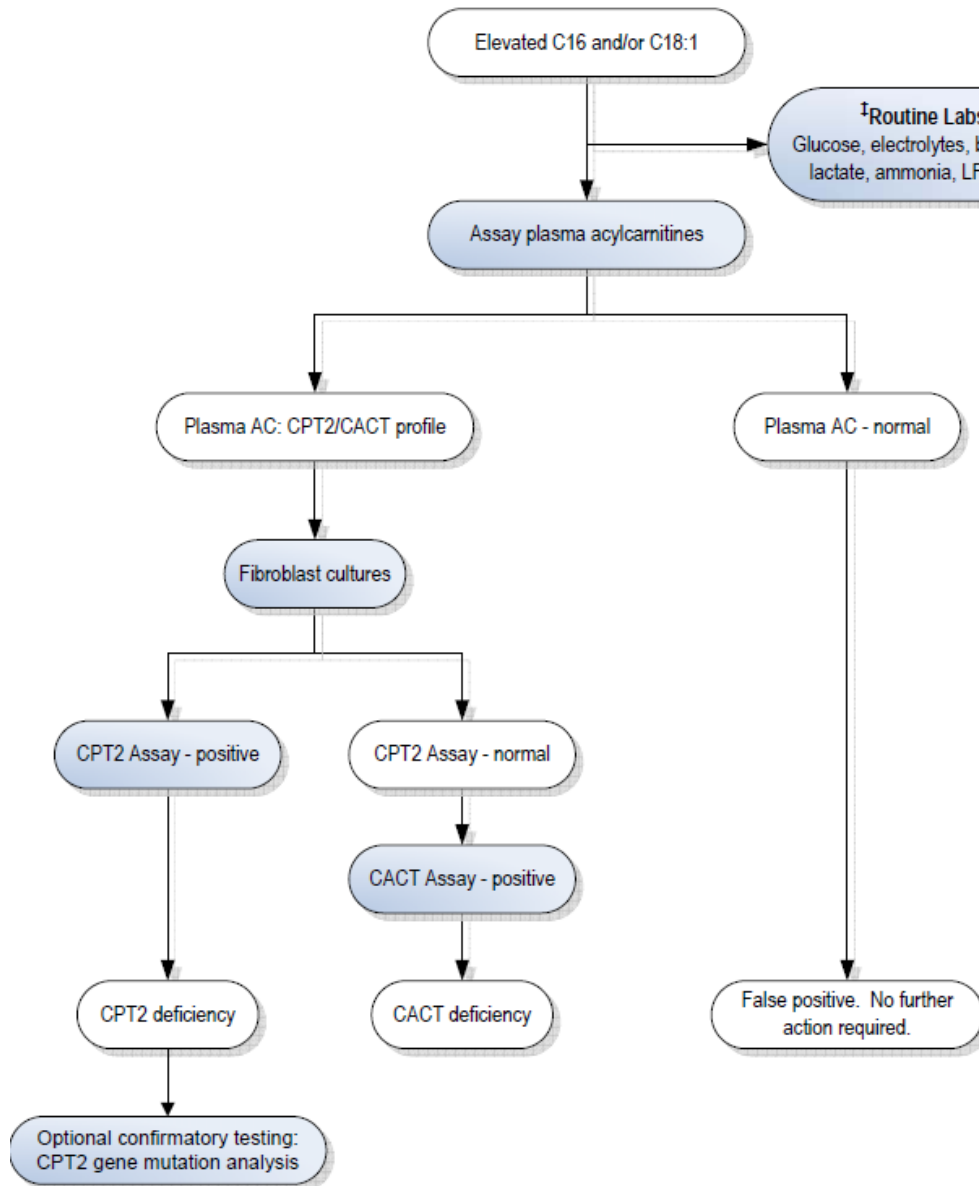 Elevated C16 and/or C18:1
‡Routine Labs
Glucose, electrolytes,
lactate, ammonia,
Assay plasma acylcarnitines
Plasma AC: CPT2/CACT profile
Plasma AC - normal
Fibroblast cultures
CPT2 Assay - positive
CPT2 Assay - normal
CACT Assay - positive
CPT2 deficiency
CACT deficiency
False positive. No further
action required.
Optional confirmatory testing:
CPT2 gene mutation analysis